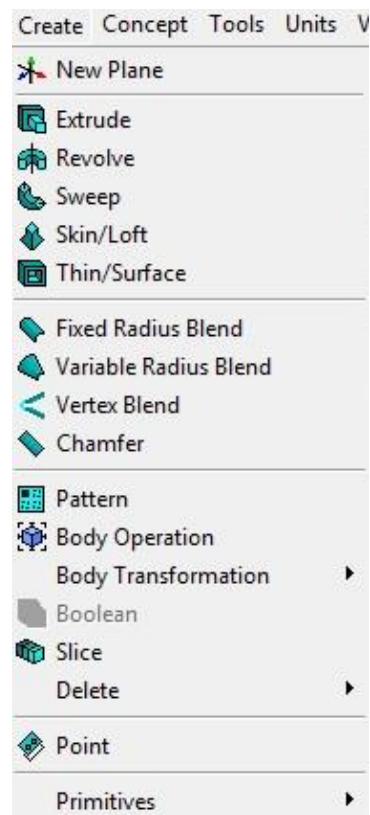 Create Concept Tools Units
New Plane
Extrude
Revolve
Sweep
Skin/Loft
Thin/Surface
Fixed Radius Blend
Variable Radius Blend
Vertex Blend
Chamfer
Pattern
Body Operation
Body Transformation
Boolean
Slice
Delete
Point
Primitives